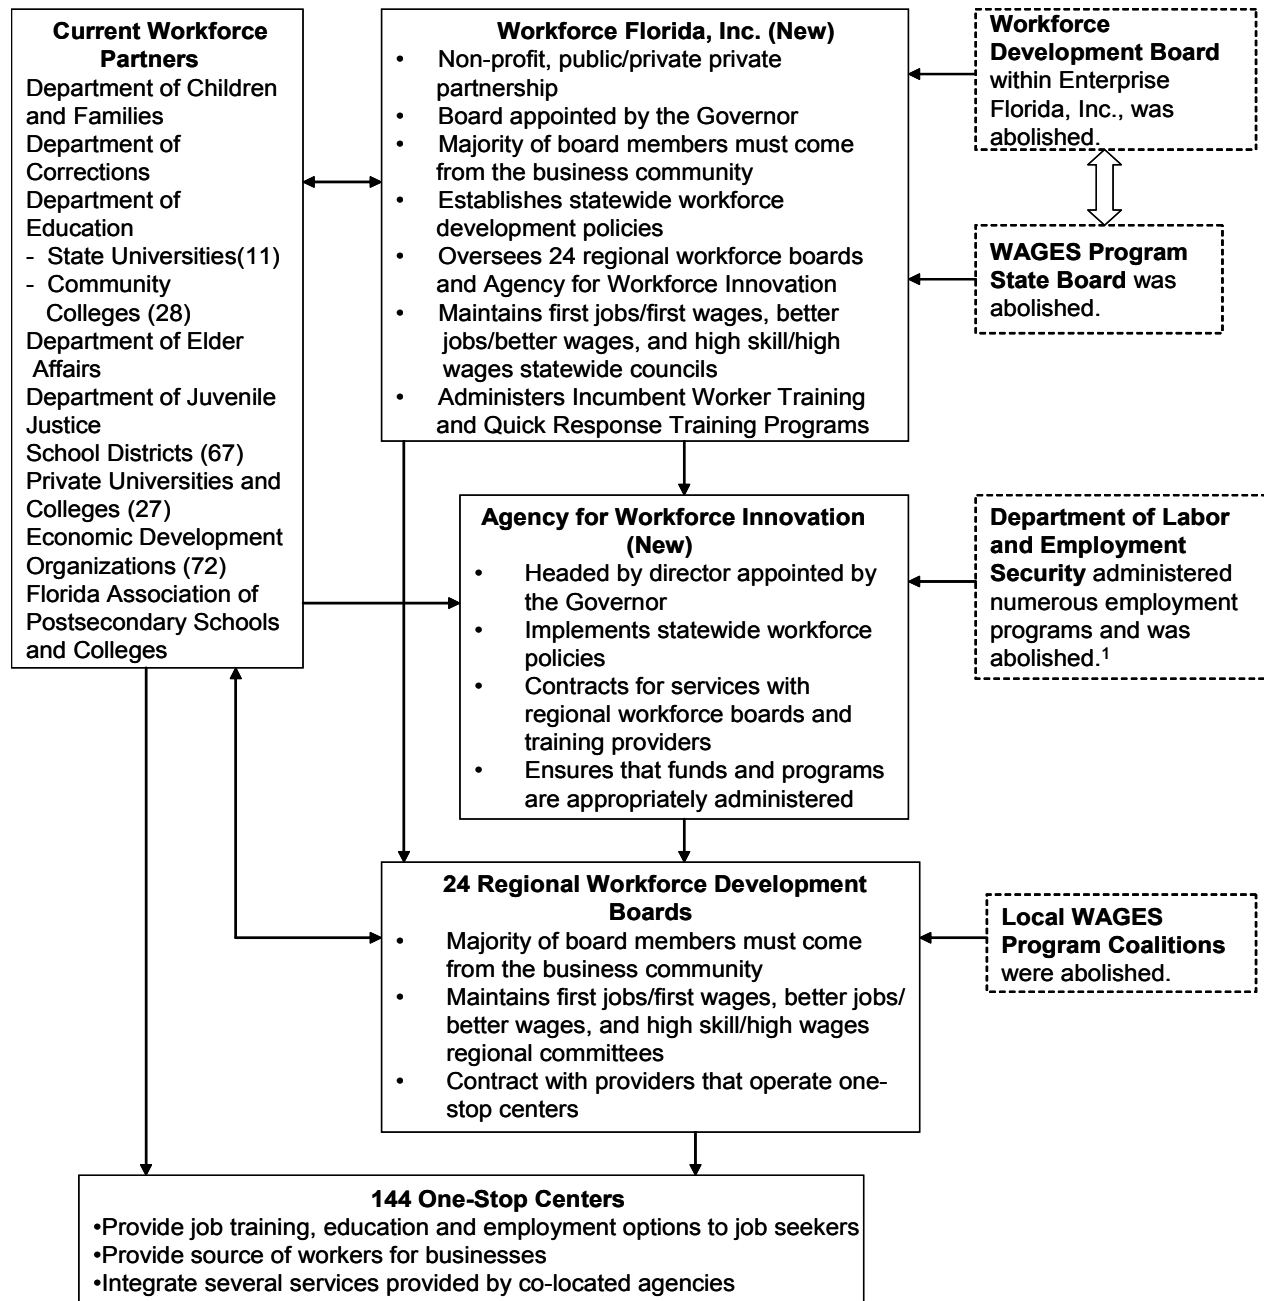 Current Workforce
Partners
Department of Children
and Families
Department of
Corrections
Department of
Education
- State Universities(11)
- Community
Colleges (28)
Department of Elder
Affairs
Department of Juvenile
Justice
School Districts (67)
Private Universities and
Colleges (27)
Economic Development
Organizations (72)
Florida Association of
Postsecondary Schools
and Colleges
Workforce Florida, Inc. (New)
• Non-profit, public/private private
partnership
• Board appointed by the Governor
• Majority of board members must come
from the business community
• Establishes statewide workforce
development policies
• Oversees 24 regional workforce boards
and Agency for Workforce Innovation
• Maintains first jobs/first wages, better
jobs/better wages, and high skill/high
wages statewide councils
• Administers Incumbent Worker Training
and Quick Response Training Programs
Workforce
Development Board
within Enterprise
Florida, Inc., was
abolished.
WAGES Program
State Board was
abolished.
Agency for Workforce Innovation
(New)
• Headed by director appointed by
the Governor
• Implements statewide workforce
policies
• Contracts for services with
regional workforce boards and
training providers
• Ensures that funds and programs
are appropriately administered
Department of Labor
and Employment
Security administered
numerous employment
programs and was
abolished.¹
24 Regional Workforce Development
Boards
• Majority of board members must come
from the business community
• Maintains first jobs/first wages, better jobs/
better wages, and high skill/high wages
regional committees
• Contract with providers that operate one-
stop centers
Local WAGES
Program Coalitions
were abolished.
144 One-Stop Centers
•Provide job training, education and employment options to job seekers
•Provide source of workers for businesses
•Integrate several services provided by co-located agencies